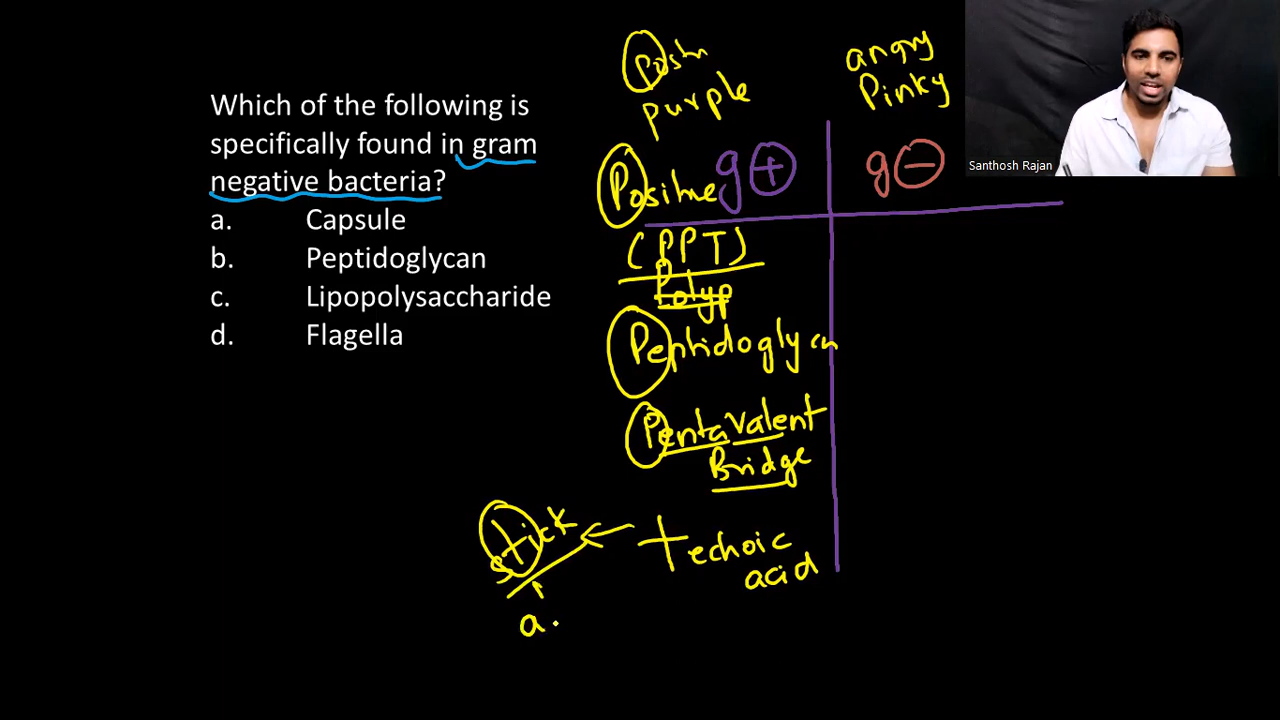 Which of the following is
specifically found in gram
negative bacteria?
a. Capsule
b. Peptidoglycan
c. Lipopolysaccharide
d. Flagella
purple
angry
Pinky
Positive g+
g-
Santhosh Rajan
(PPT)
Polyp
Peptidoglycan
Pentavalent
Bridge
stick ← techoic
acid
a.